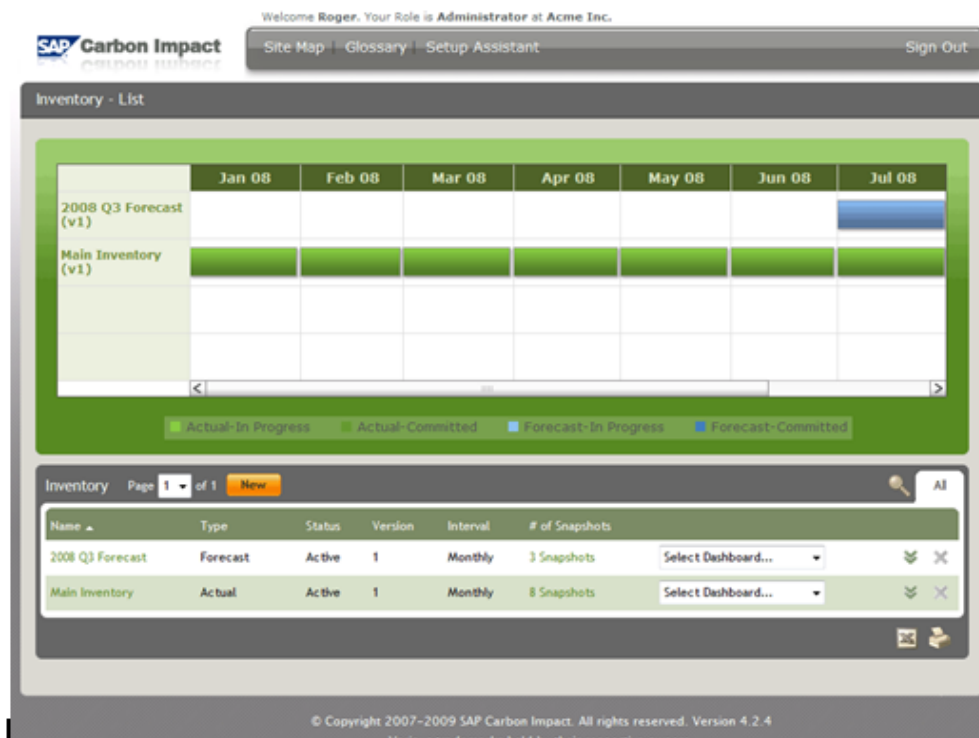 Welcome Roger. Your Role is Administrator at Acme Inc.
SAP Carbon Impact
Site Map Glossary Setup Assistant Sign Out
Inventory - List
Jan 08 Feb 08 Mar 08 Apr 08 May 08 Jun 08 Jul 08
2008 Q3 Forecast
(v1)
Main Inventory
(v1)
Actual-In Progress Actual-Committed Forecast-In Progress Forecast-Committed
Inventory Page 1 of 1 New All
Name Type Status Version Interval # of Snapshots
2008 Q3 Forecast Forecast Active 1 Monthly 3 Snapshots Select Dashboard...
Main Inventory Actual Active 1 Monthly 8 Snapshots Select Dashboard...
© Copyright 2007-2009 SAP Carbon Impact. All rights reserved. Version 4.2.4